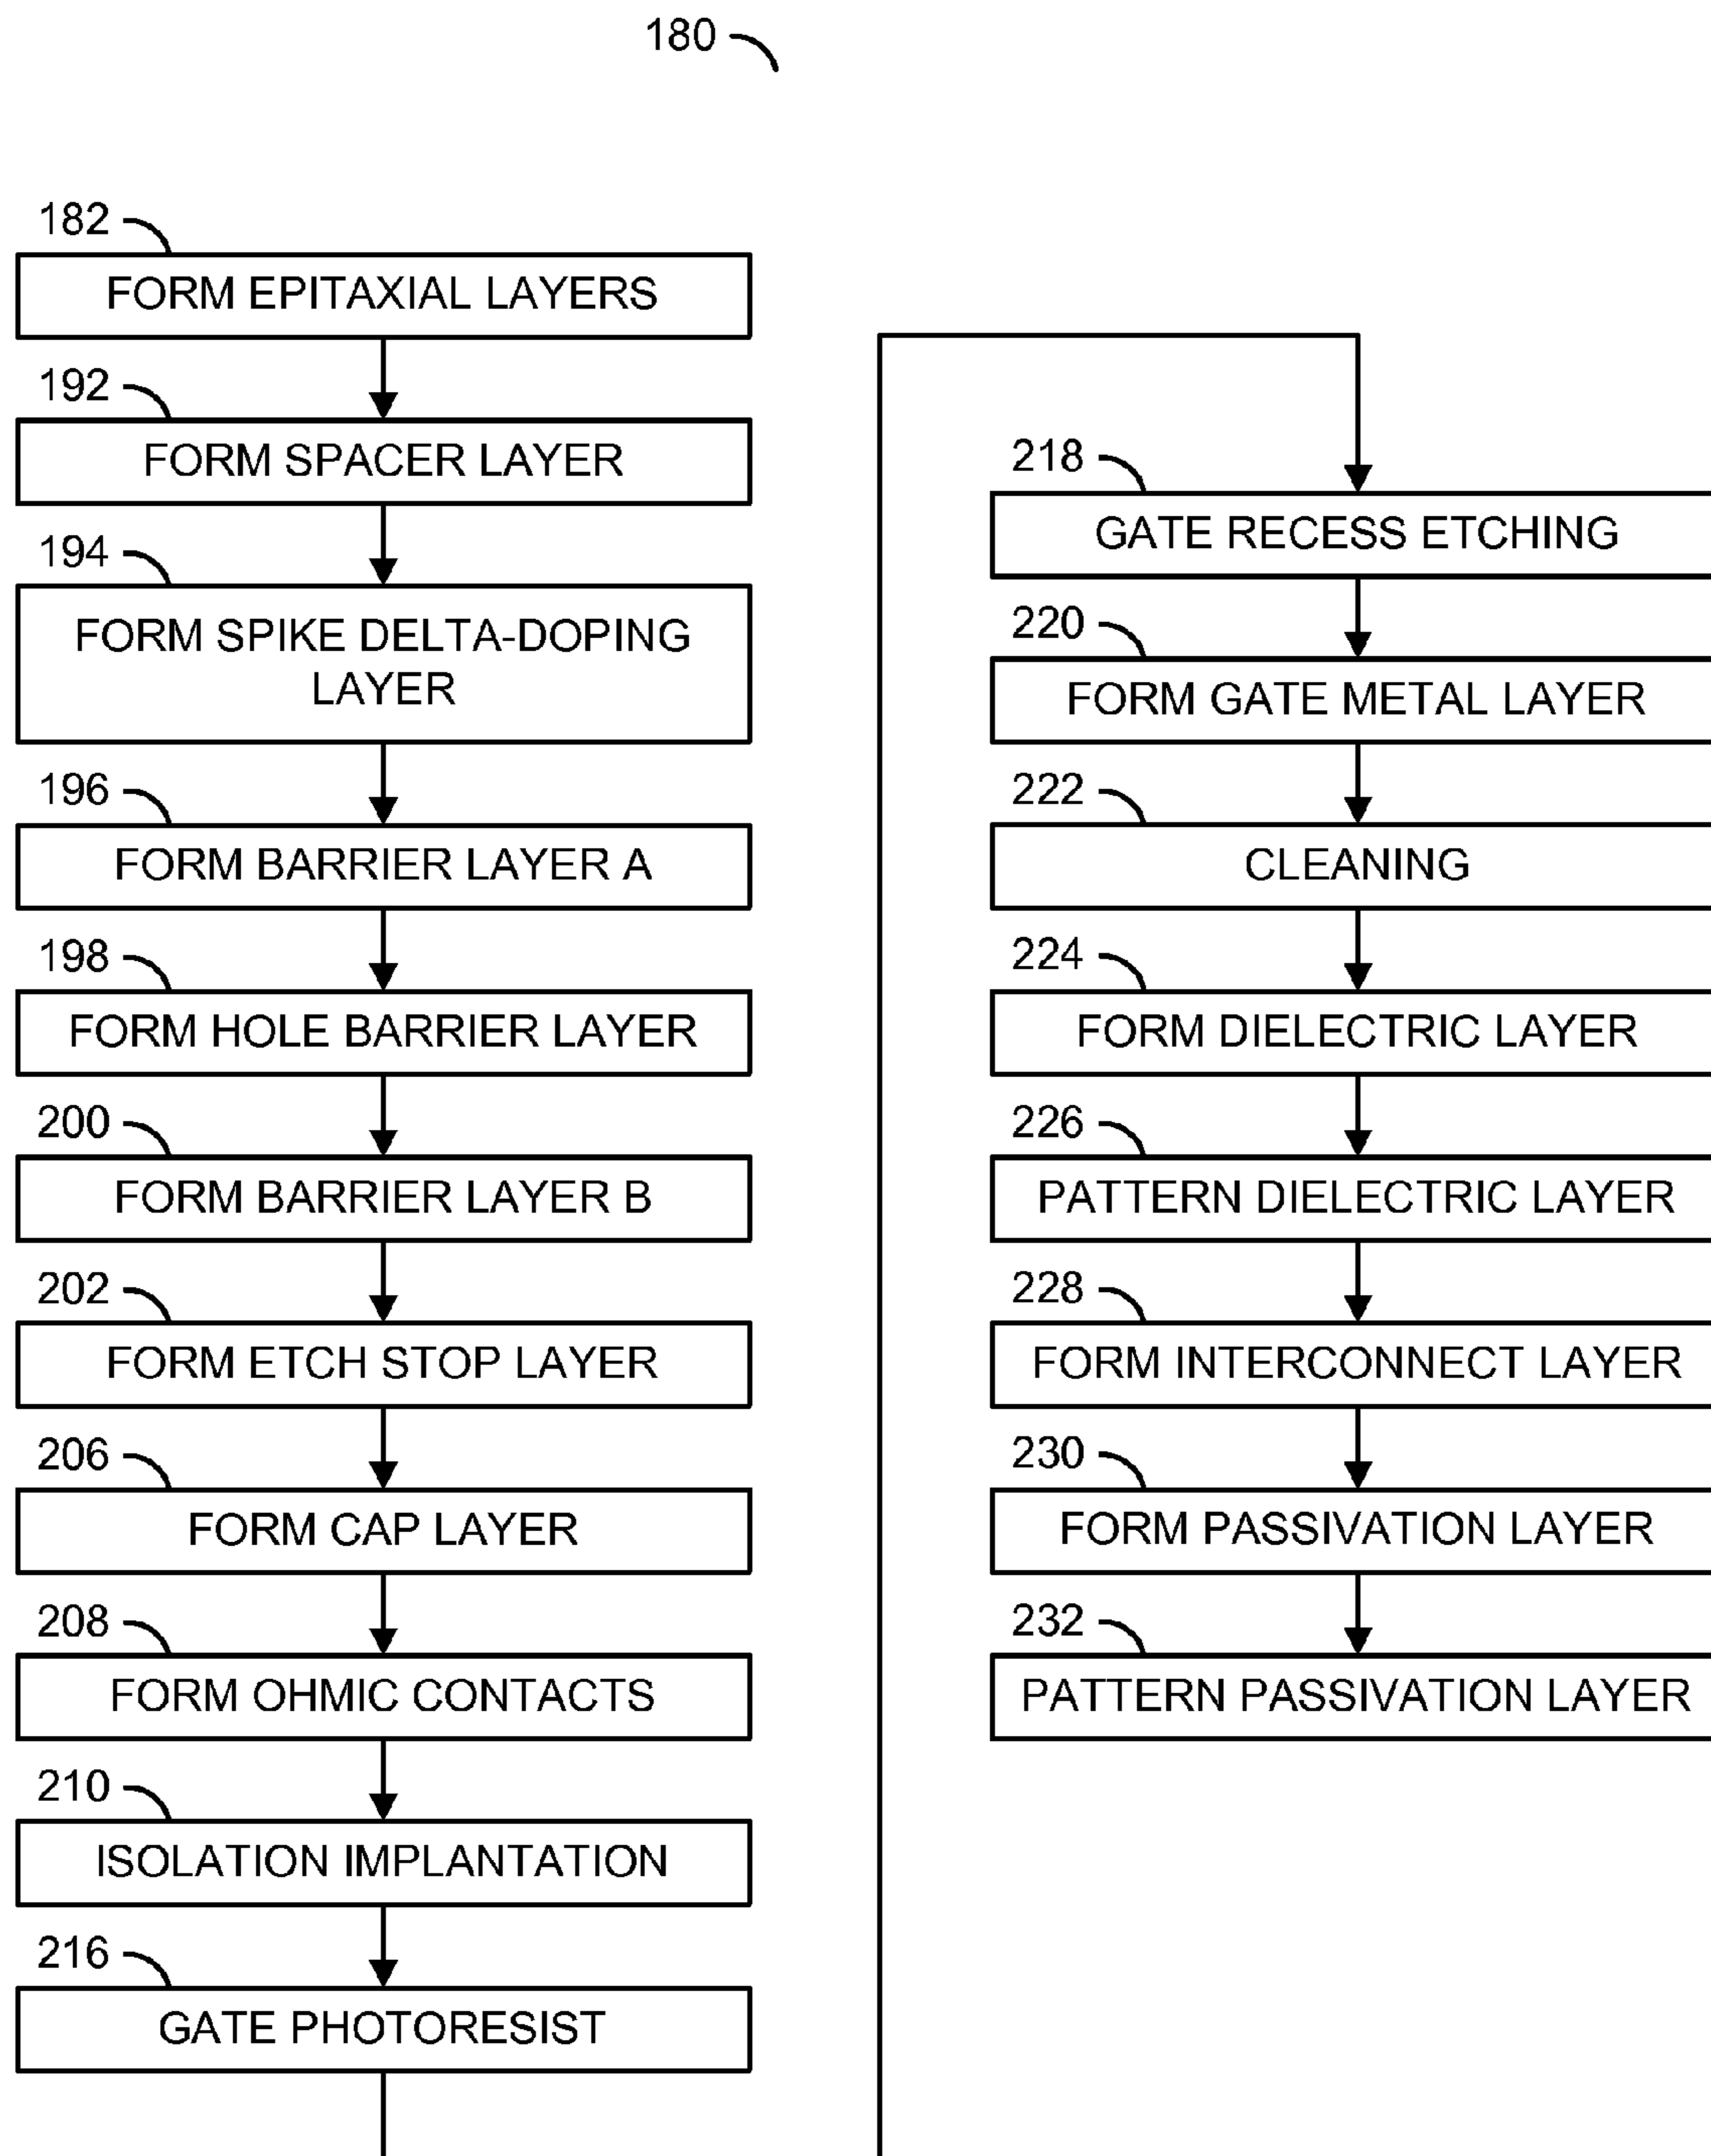 180
182
FORM EPITAXIAL LAYERS
192
FORM SPACER LAYER
194
FORM SPIKE DELTA-DOPING
LAYER
196
FORM BARRIER LAYER A
198
FORM HOLE BARRIER LAYER
200
FORM BARRIER LAYER B
202
FORM ETCH STOP LAYER
206
FORM CAP LAYER
208
FORM OHMIC CONTACTS
210
ISOLATION IMPLANTATION
216
GATE PHOTORESIST
218
GATE RECESS ETCHING
220
FORM GATE METAL LAYER
222
CLEANING
224
FORM DIELECTRIC LAYER
226
PATTERN DIELECTRIC LAYER
228
FORM INTERCONNECT LAYER
230
FORM PASSIVATION LAYER
232
PATTERN PASSIVATION LAYER